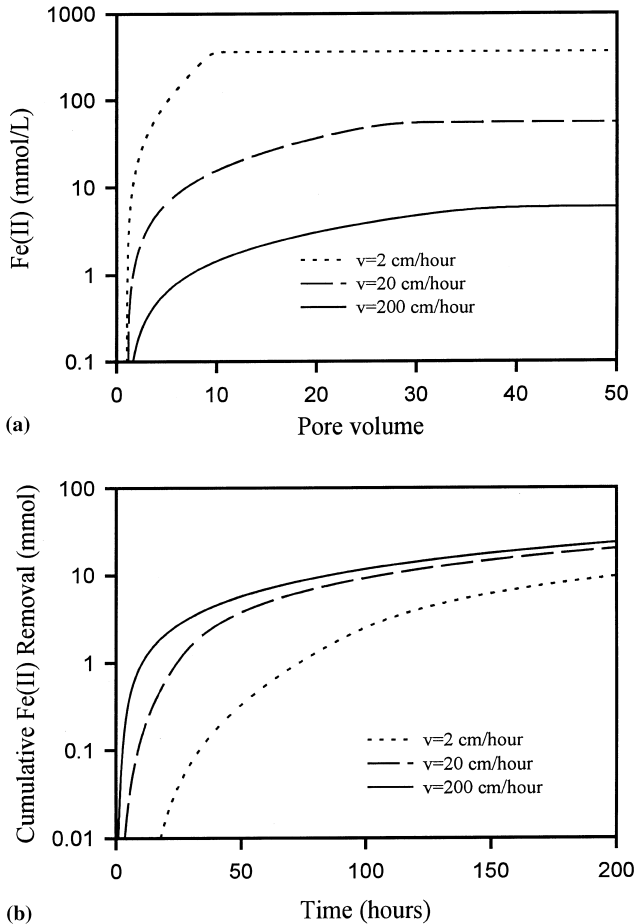 1000
100
10
1
0.1
Fe(II) (mmol/L)
v=2 cm/hour
v=20 cm/hour
v=200 cm/hour
0 10 20 30 40 50
Pore volume
(a)
100
10
1
0.1
0.01
Cumulative Fe(II) Removal (mmol)
v=2 cm/hour
v=20 cm/hour
v=200 cm/hour
0 50 100 150 200
Time (hours)
(b)